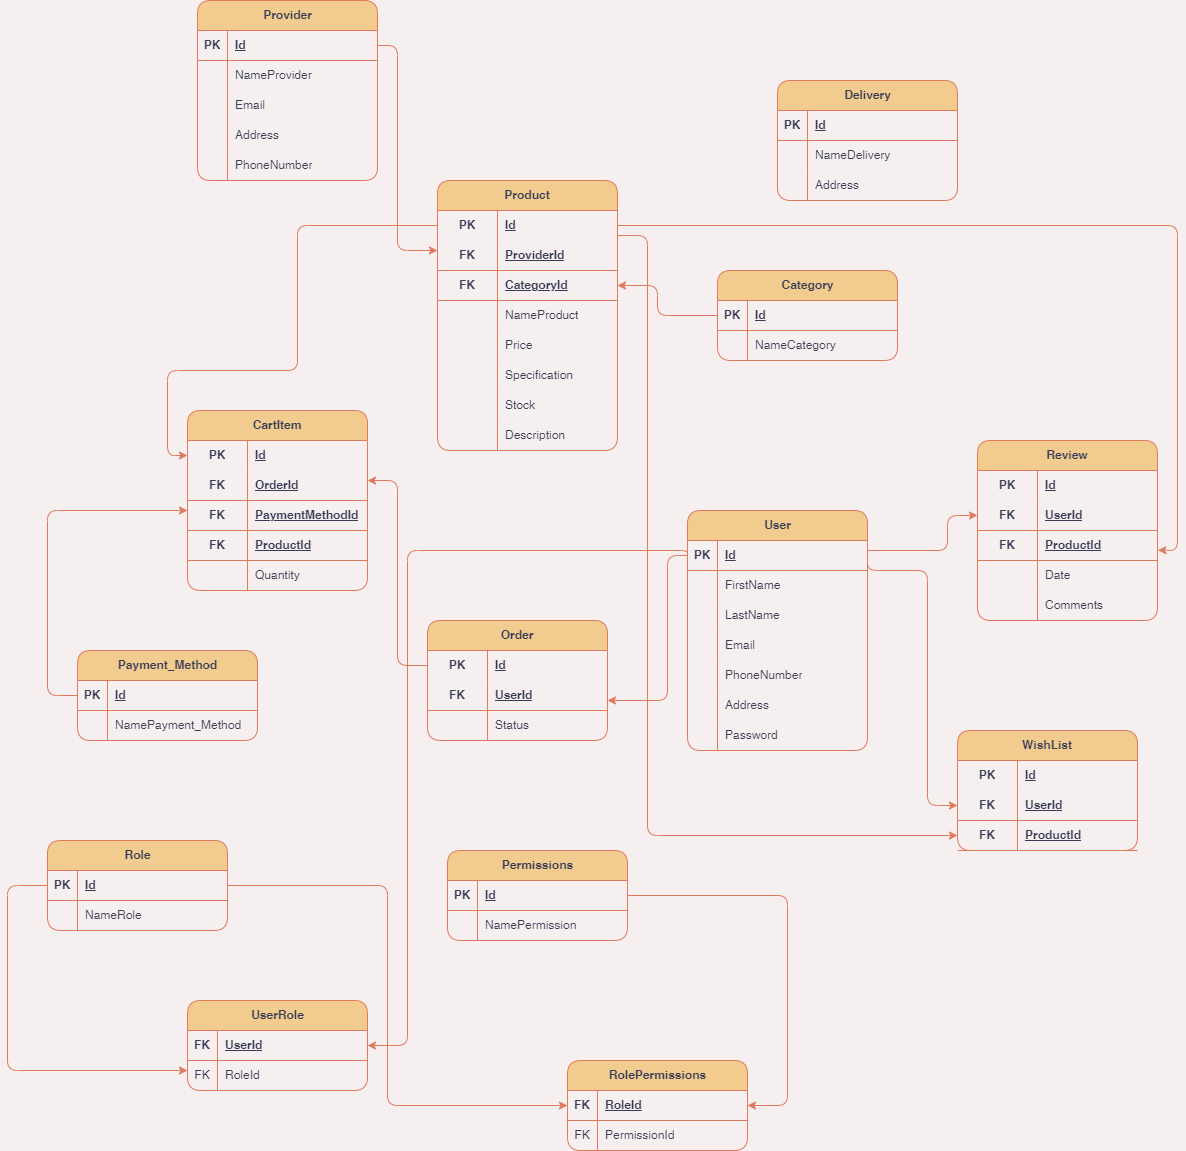 Provider
PK Id
NameProvider
Email
Address
PhoneNumber
Delivery
PK Id
NameDelivery
Address
Product
PK Id
FK ProviderId
FK CategoryId
NameProduct
Price
Specification
Stock
Description
Category
PK Id
NameCategory
CartItem
PK Id
FK OrderId
FK PaymentMethodId
FK ProductId
Quantity
Review
PK Id
FK UserId
FK ProductId
Date
Comments
User
PK Id
FirstName
LastName
Email
PhoneNumber
Address
Password
Order
PK Id
FK UserId
Status
Payment_Method
PK Id
NamePayment_Method
WishList
PK Id
FK UserId
FK ProductId
Role
PK Id
NameRole
Permissions
PK Id
NamePermission
UserRole
FK UserId
FK RoleId
RolePermissions
FK RoleId
FK PermissionId